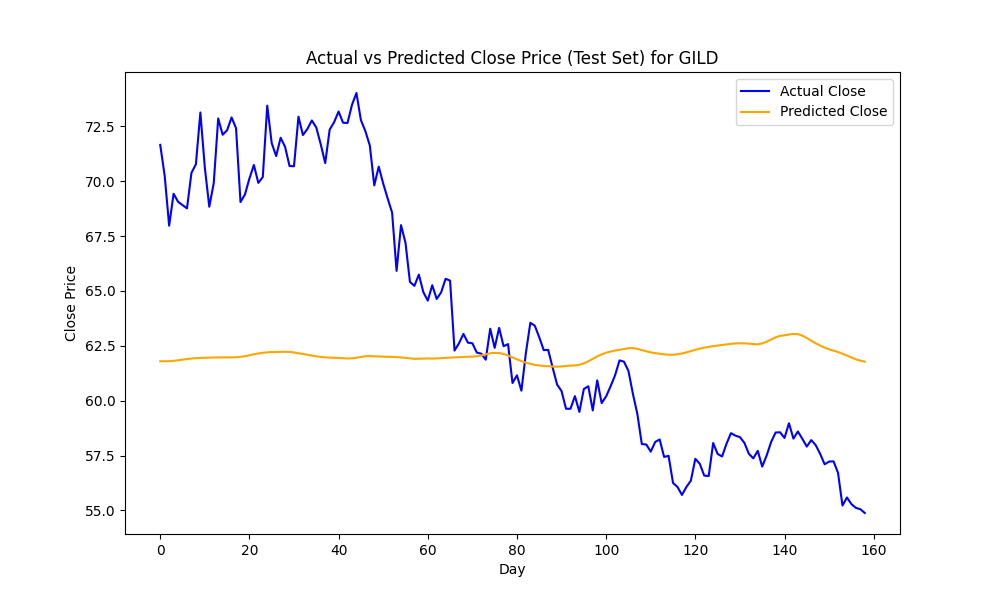 Actual vs Predicted Close Price (Test Set) for GILD
Actual Close
Predicted Close
Close Price
72.5
70.0
67.5
65.0
62.5
60.0
57.5
55.0
0 20 40 60 80 100 120 140 160
Day